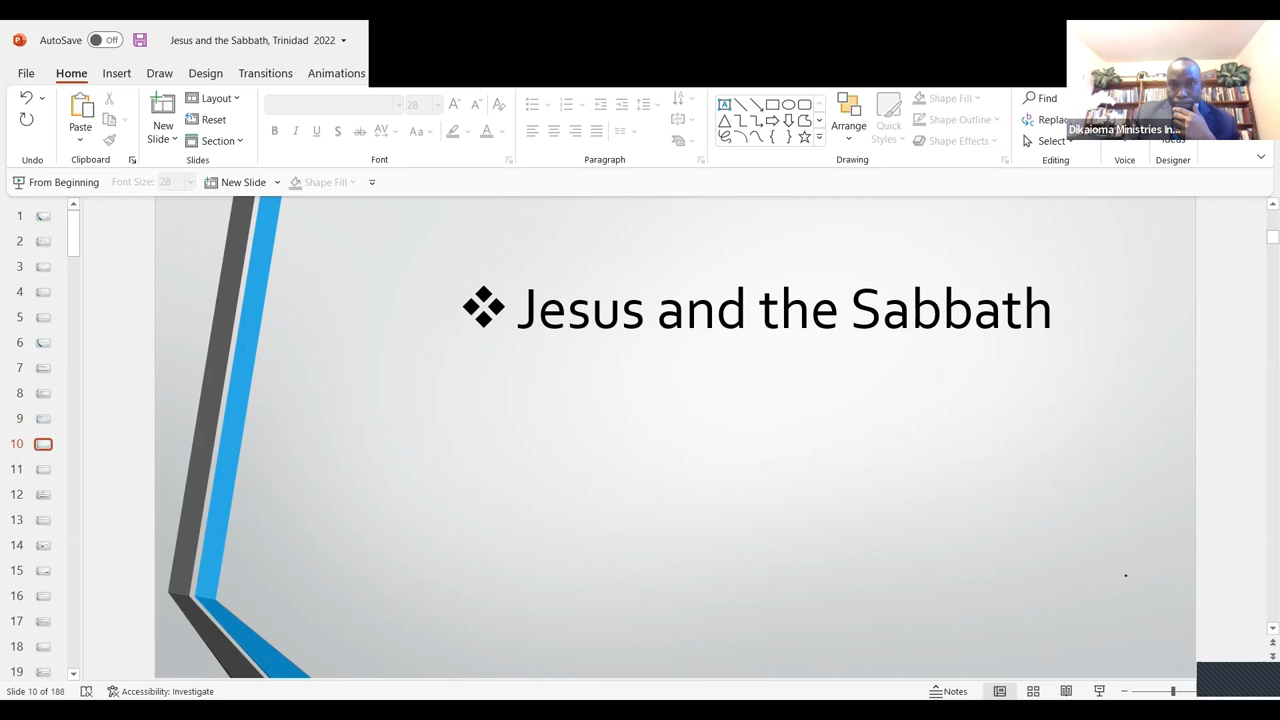 AutoSave Off Jesus and the Sabbath, Trinidad 2022
File Home Insert Draw Design Transitions Animations
Paste
New
Slide
Layout
Reset
Section
28
Arrange
Quick
Styles
Shape Fill
Shape Outline
Shape Effects
Find
Select
Dikaioma Ministries In...
Undo Clipboard Slides Font Paragraph Drawing Editing Voice Designer
From Beginning Font Size: 28 New Slide Shape Fill
1
2
3
4
5
6
7
8
9
10
11
12
13
14
15
16
17
18
19
❖ Jesus and the Sabbath
Slide 10 of 188 Accessibility: Investigate Notes